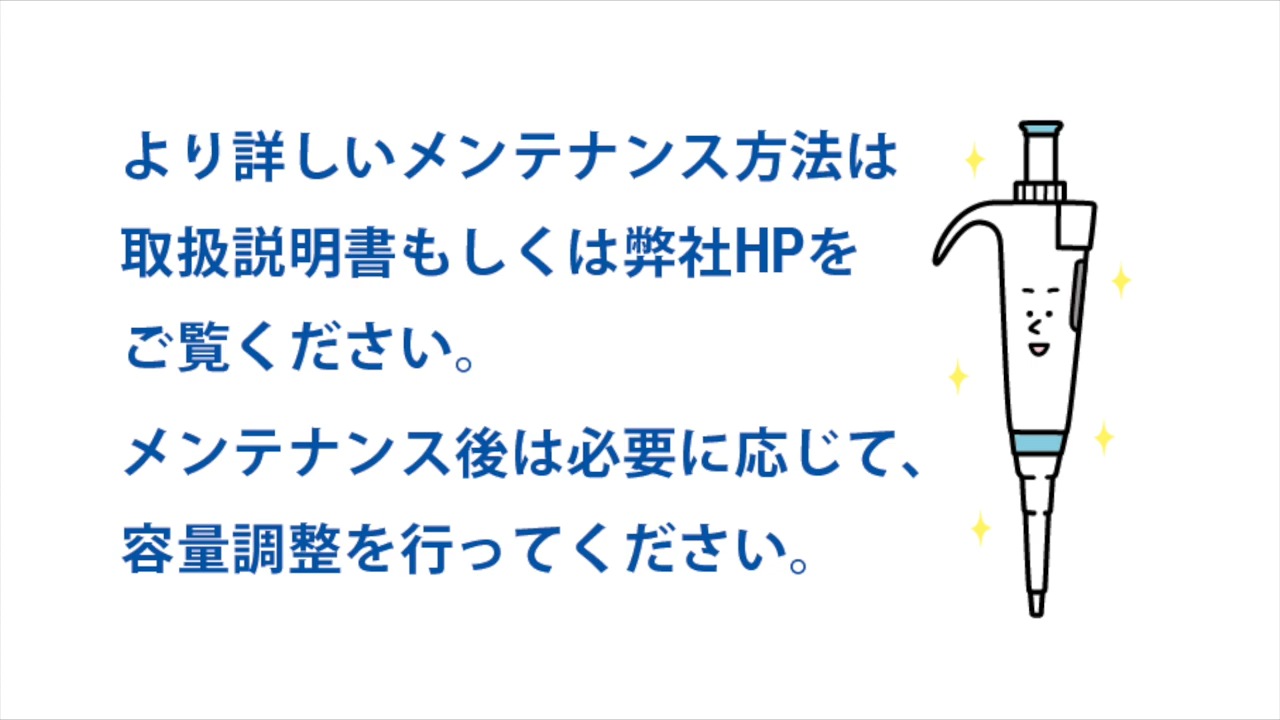 より詳しいメンテナンス方法は
取扱説明書もしくは弊社HPを
ご覧ください。
メンテナンス後は必要に応じて、
容量調整を行ってください。